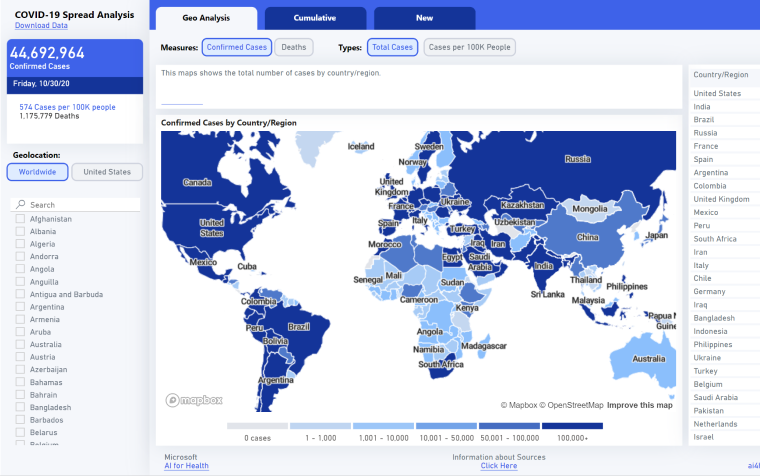 COVID-19 Spread Analysis
Download Data
44,692,964
Confirmed Cases
Friday, 10/30/20
574 Cases per 100K people
1,175,779 Deaths
Geolocation:
Worldwide
United States
Search
Afghanistan
Albania
Algeria
Andorra
Angola
Anguilla
Antigua and Barbuda
Argentina
Armenia
Aruba
Australia
Austria
Azerbaijan
Bahamas
Bahrain
Bangladesh
Barbados
Belarus
Belgium
Geo Analysis
Cumulative
New
Measures:
Confirmed Cases
Deaths
Types:
Total Cases
Cases per 100K People
This maps shows the total number of cases by country/region.
Confirmed Cases by Country/Region
Iceland
Sweden
Norway
Russia
Canada
United
Kingdom
France
Ukraine
Kazakhstan
Mongolia
United
States
Spain
Italy
Turkey
Uzbekistan
China
Japan
Morocco
Iraq
Iran
Mexico
Cuba
Egypt
Saudi
Arabia
India
Senegal
Mali
Sudan
Thailand
Philippines
Colombia
Cameroon
Sri Lanka
Malaysia
Kenya
Peru
Brazil
Papua N
Guine
Bolivia
Angola
Madagascar
Namibia
Australia
Argentina
South Africa
mapbox
© Mapbox © OpenStreetMap Improve this map
0 cases
1 - 1,000
1,001 - 10,000
10,001 - 50,000
50,001 - 100,000
100,000+
Country/Region
United States
India
Brazil
Russia
France
Spain
Argentina
Colombia
United Kingdom
Mexico
Peru
South Africa
Iran
Italy
Chile
Germany
Iraq
Bangladesh
Indonesia
Philippines
Ukraine
Turkey
Belgium
Saudi Arabia
Pakistan
Netherlands
Israel
Microsoft
AI for Health
Information about Sources
Click Here
ai4l